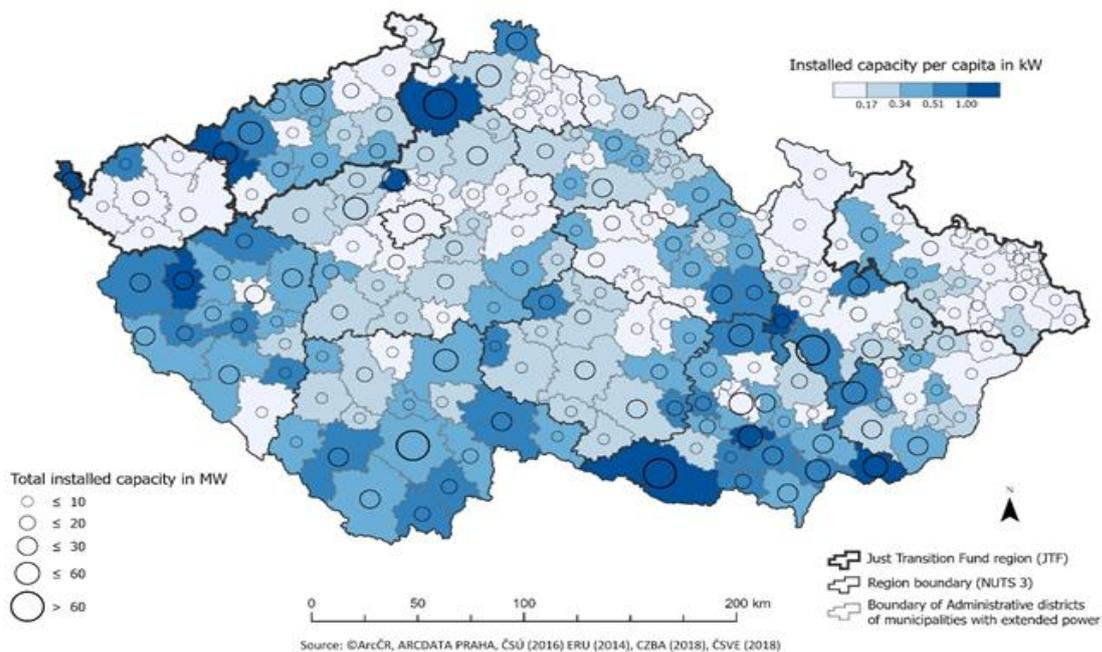 Installed capacity per capita in kW
0.17 0.34 0.51 1.00
Total installed capacity in MW
≤ 10
≤ 20
≤ 30
≤ 60
> 60
N
Just Transition Fund region (JTF)
Region boundary (NUTS 3)
Boundary of Administrative districts
of municipalities with extended power
0 50 100 200 km
Source: ©ArcČR, ARCDATA PRAHA, ČSÚ (2016) ERU (2014), CZBA (2018), ČSVE (2018)